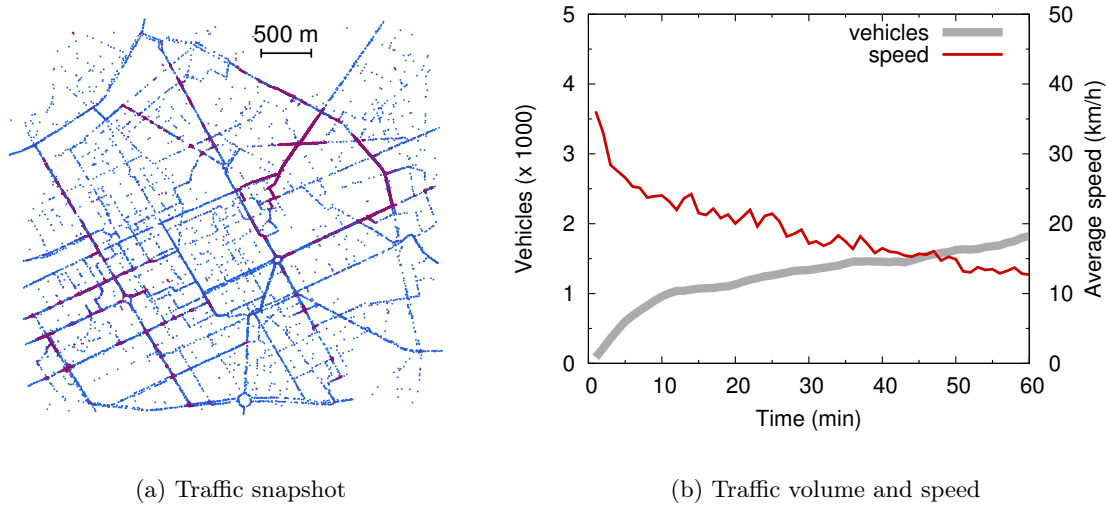 500 m
Vehicles (x 1000)
5
4
3
2
1
0
vehicles
speed
50
40
30
20
10
0
Average speed (km/h)
0 10 20 30 40 50 60
Time (min)
(a) Traffic snapshot
(b) Traffic volume and speed